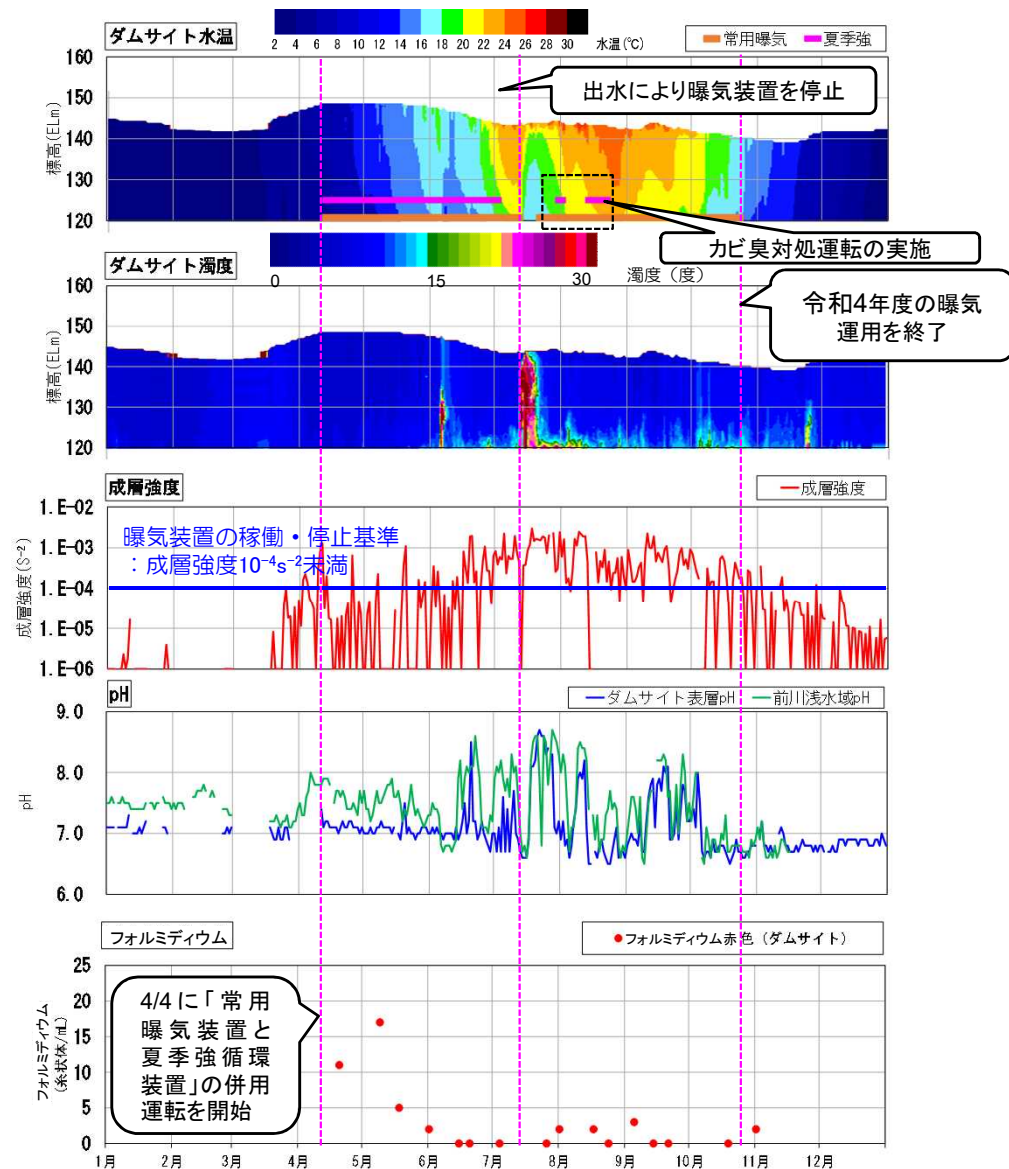 ダムサイト水温
2 4 6 8 10 12 14 16 18 20 22 24 26 28 30 水温(℃)
常用曝気 夏季強
160
150
140
130
120
標高(ELm)
出水により曝気装置を停止
カビ臭対処運転の実施
ダムサイト濁度
0 15 30 濁度（度）
160
150
140
130
120
標高(ELm)
令和4年度の曝気
運用を終了
成層強度
成層強度
1.E-02
1.E-03
1.E-04
1.E-05
1.E-06
成層強度(S⁻²)
曝気装置の稼働・停止基準
：成層強度10⁻⁴s⁻²未満
pH
ダムサイト表層pH 前川浅水域pH
9.0
8.0
7.0
6.0
pH
フォルミディウム
フォルミディウム赤色（ダムサイト）
25
20
15
10
5
0
フォルミディウム
(糸状体/mL)
4/4に「常用
曝気装置と
夏季強循環
装置」の併用
運転を開始
1月 2月 3月 4月 5月 6月 7月 8月 9月 10月 11月 12月